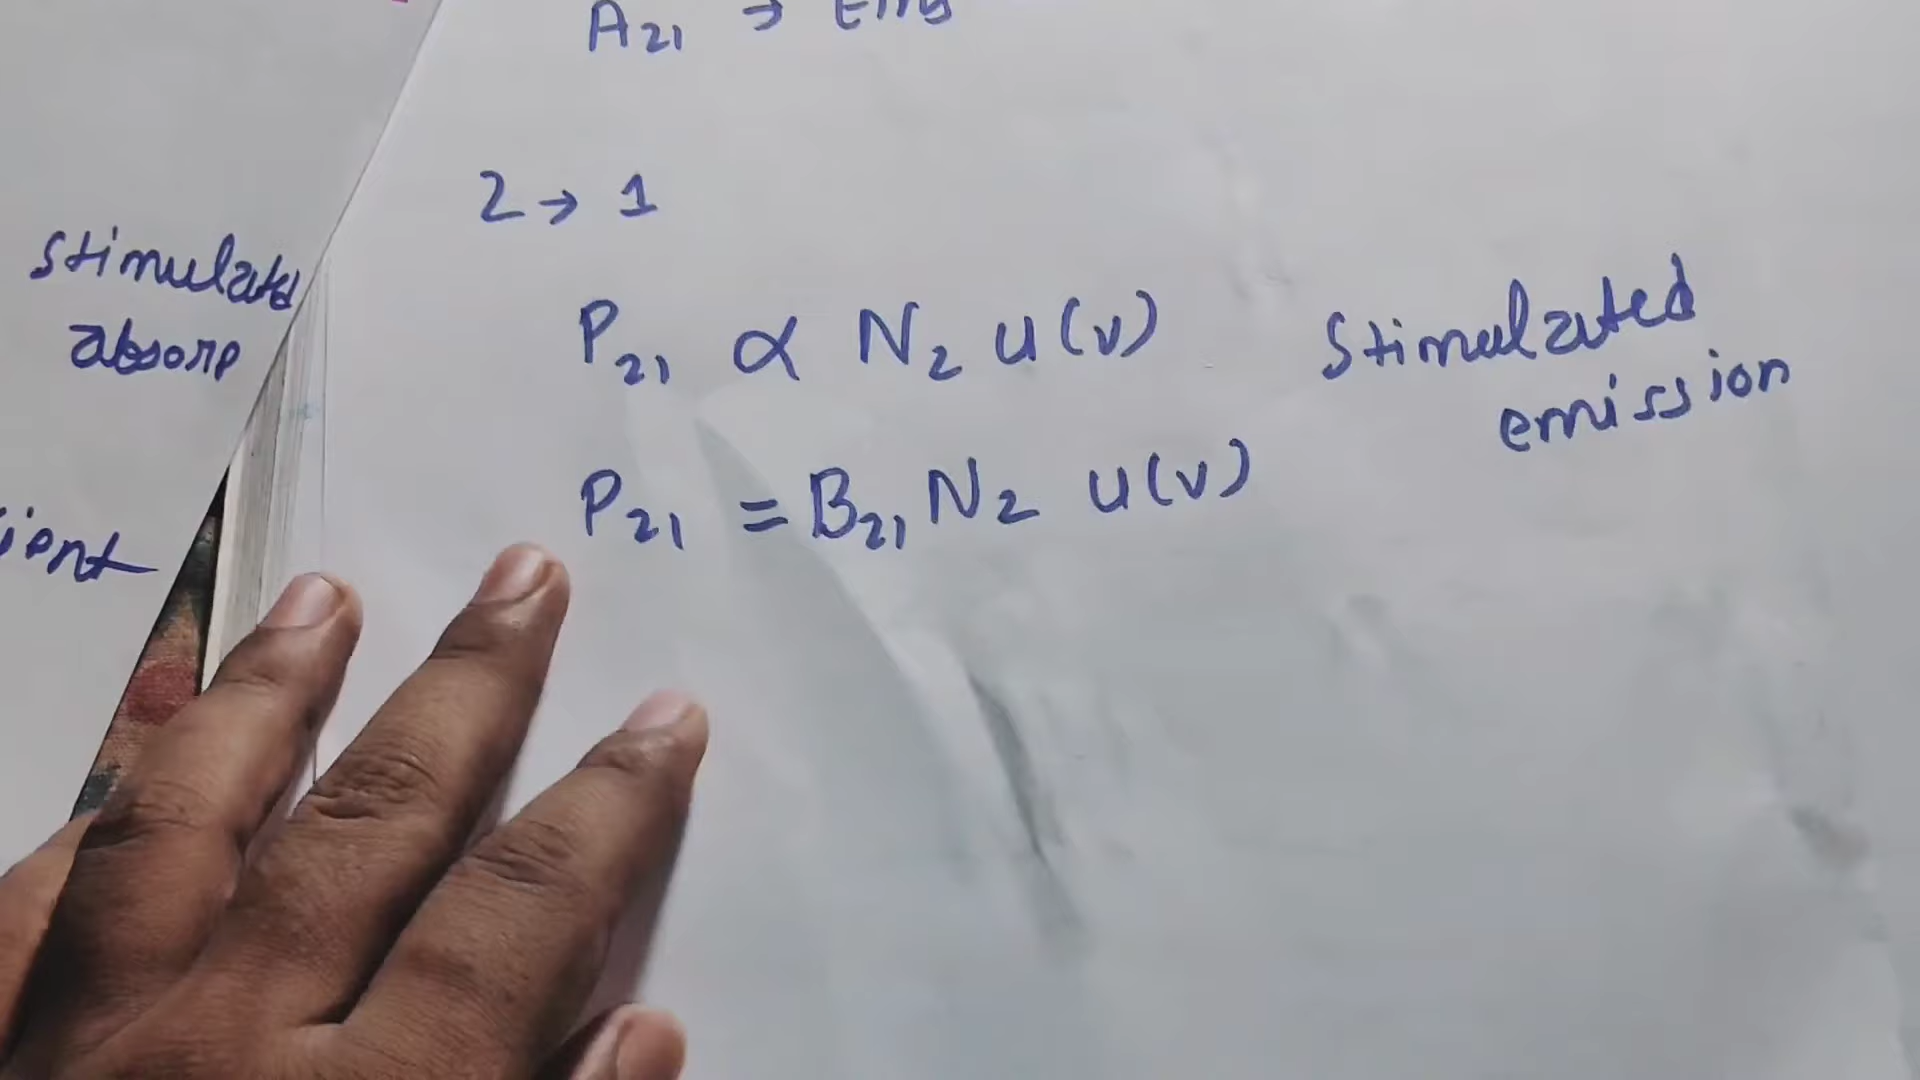 A₂₁ →
2 → 1
P₂₁ ∝ N₂ u(ν)
P₂₁ = B₂₁ N₂ u(ν)
Stimulated
emission
stimulated
absorp